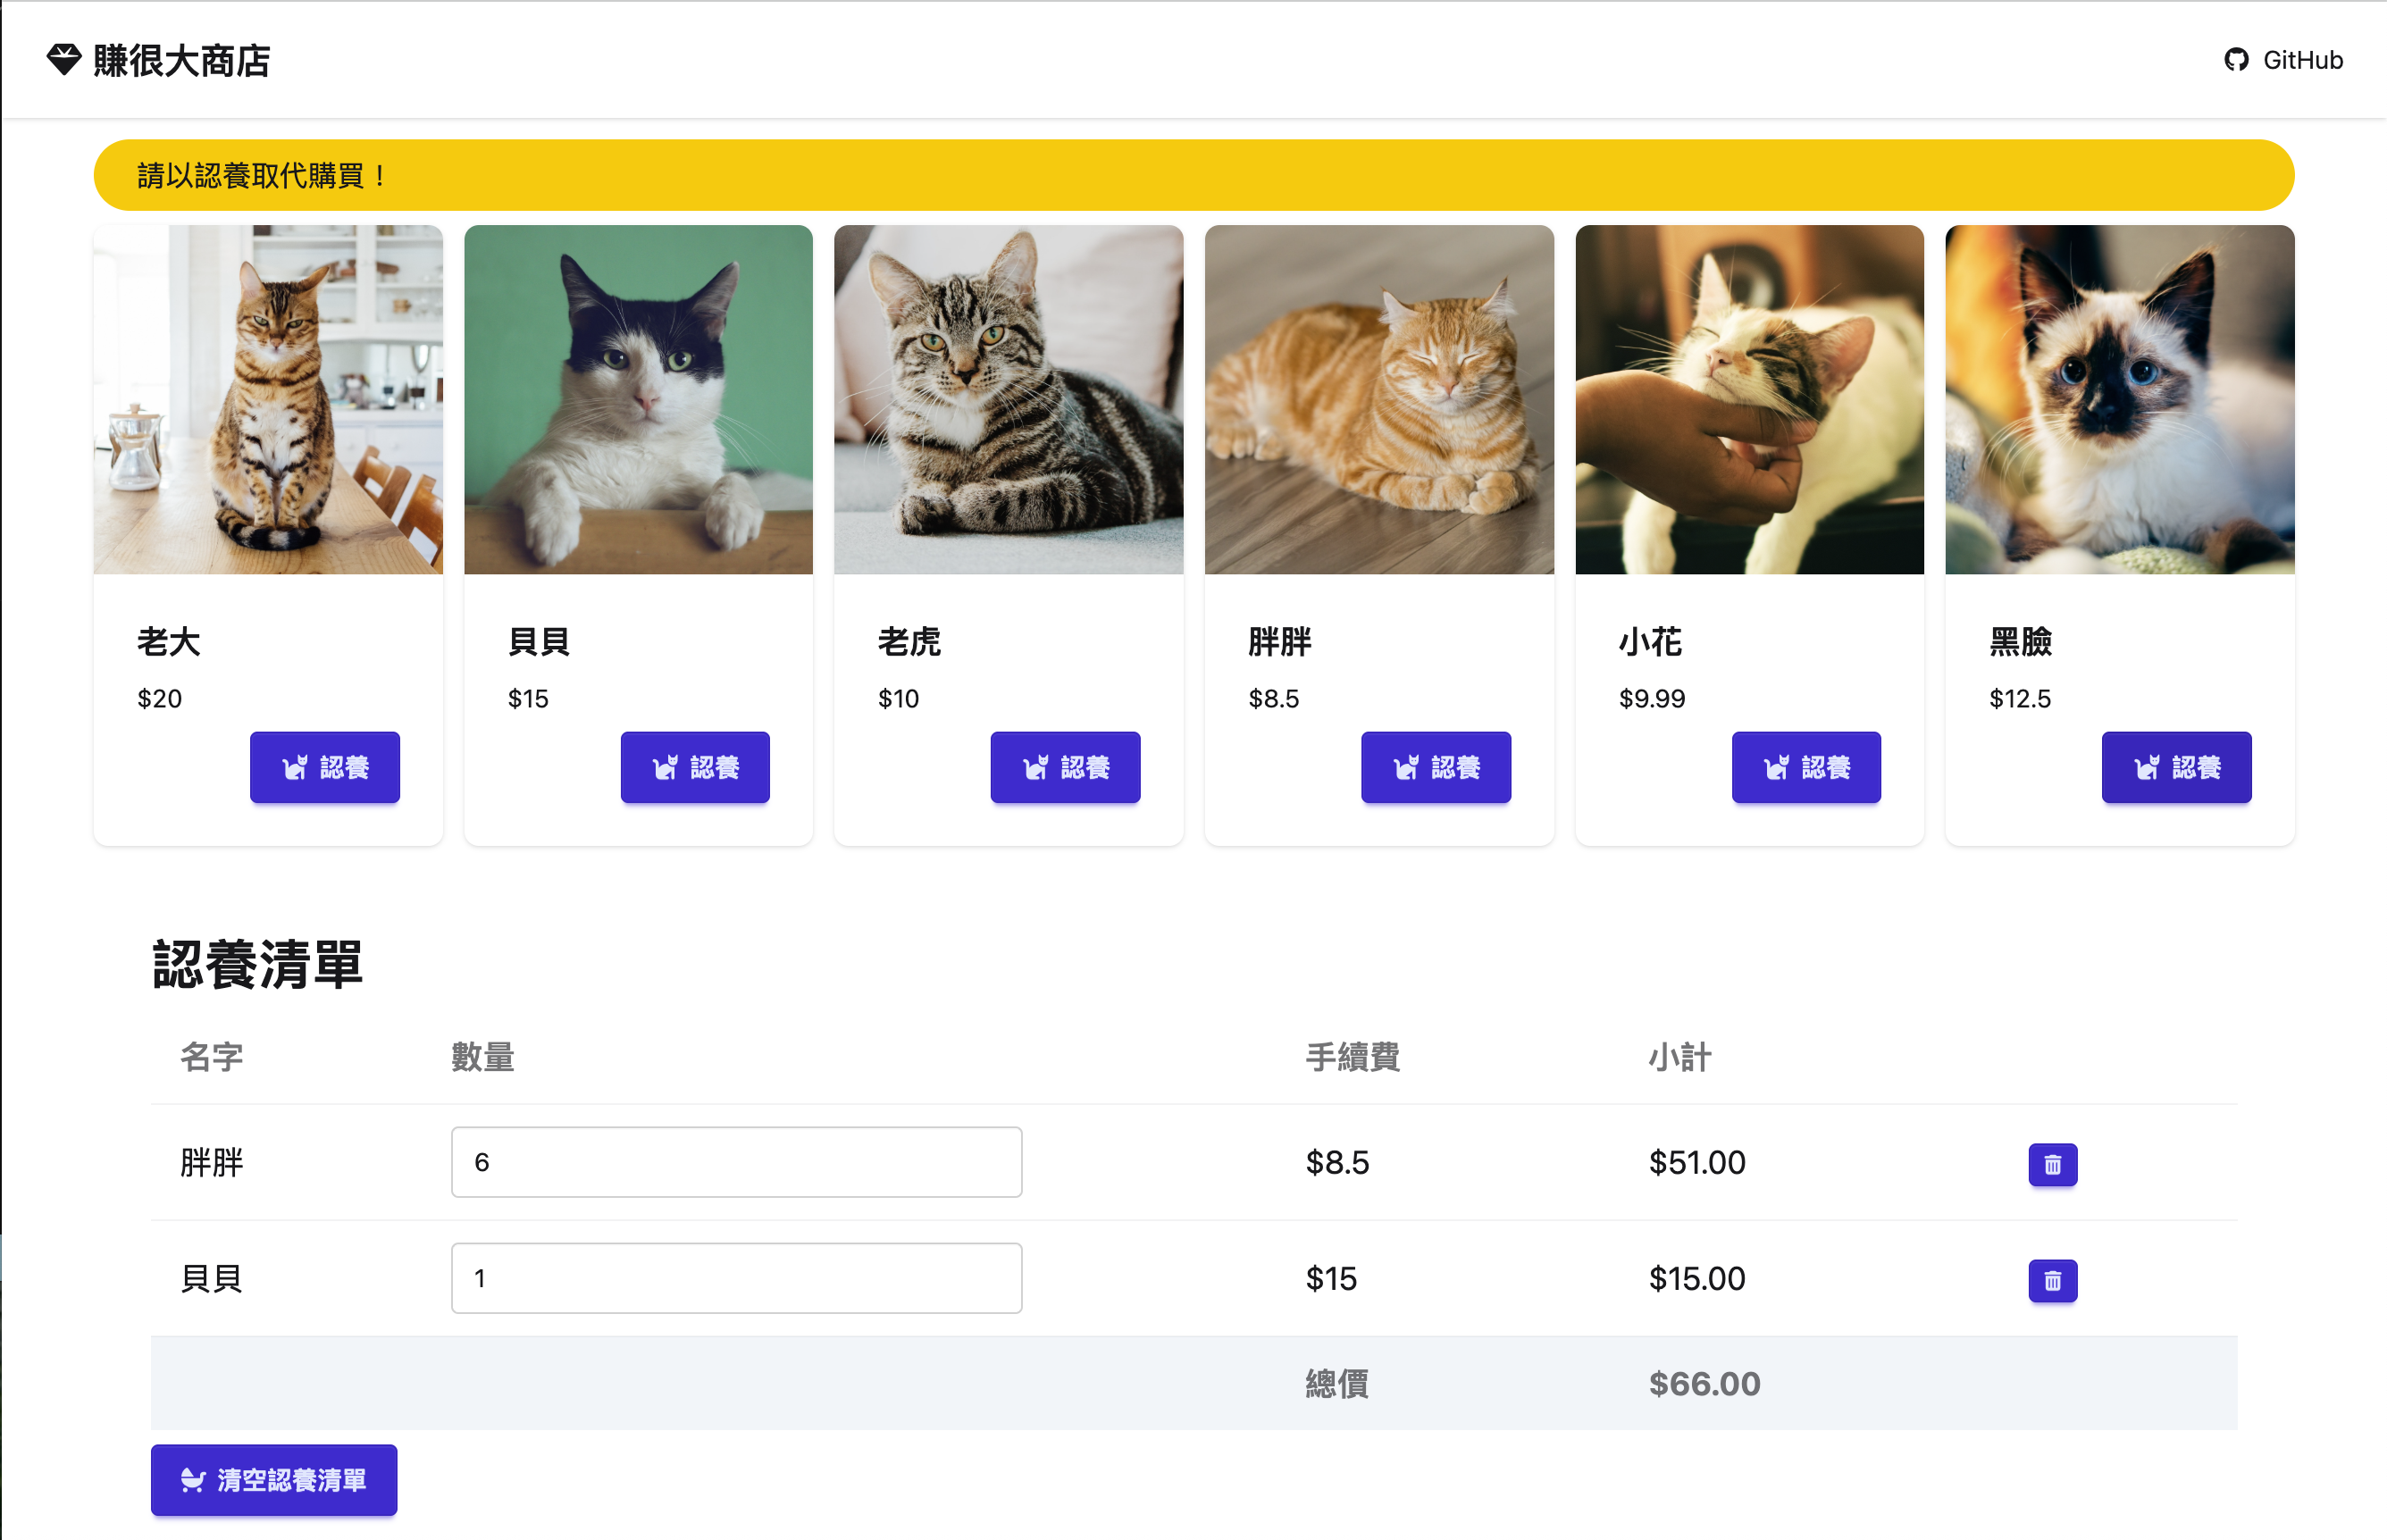 賺很大商店
GitHub
請以認養取代購買！
老大
$20
認養
貝貝
$15
認養
老虎
$10
認養
胖胖
$8.5
認養
小花
$9.99
認養
黑臉
$12.5
認養
認養清單
名字 數量 手續費 小計
胖胖 6 $8.5 $51.00
貝貝 1 $15 $15.00
總價 $66.00
清空認養清單